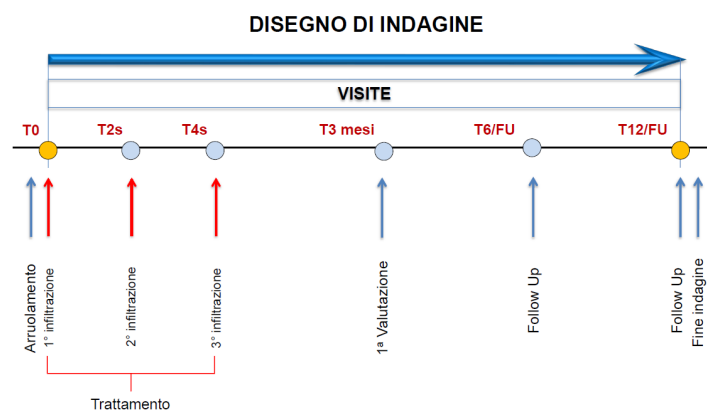 DISEGNO DI INDAGINE
VISITE
T0
T2s
T4s
T3 mesi
T6/FU
T12/FU
Arruolamento
1° infiltrazione
2° infiltrazione
3° infiltrazione
1ª Valutazione
Follow Up
Follow Up
Fine indagine
Trattamento